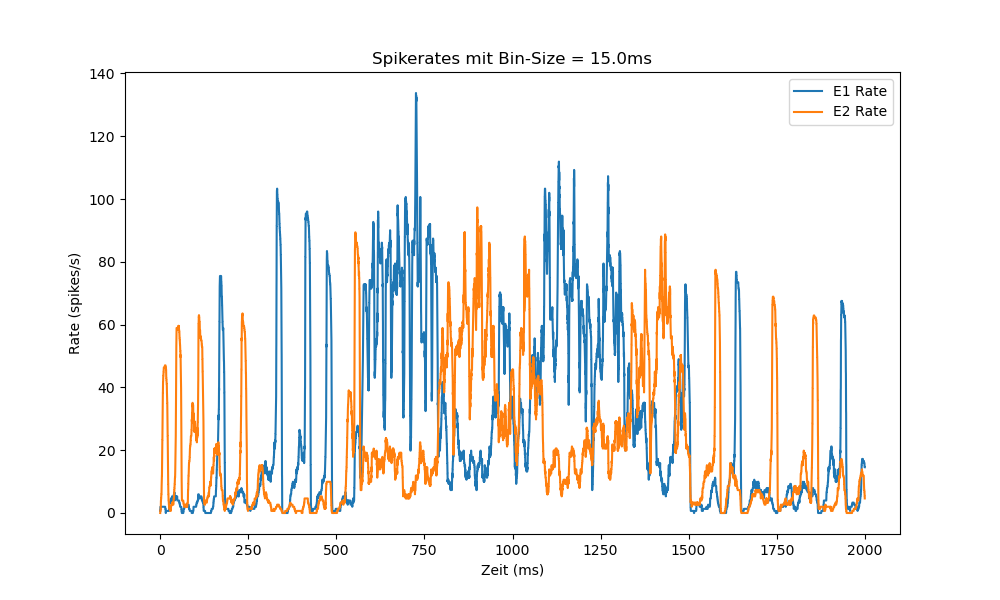 Spikerates mit Bin-Size = 15.0ms
E1 Rate
E2 Rate
Rate (spikes/s)
140
120
100
80
60
40
20
0
0 250 500 750 1000 1250 1500 1750 2000
Zeit (ms)